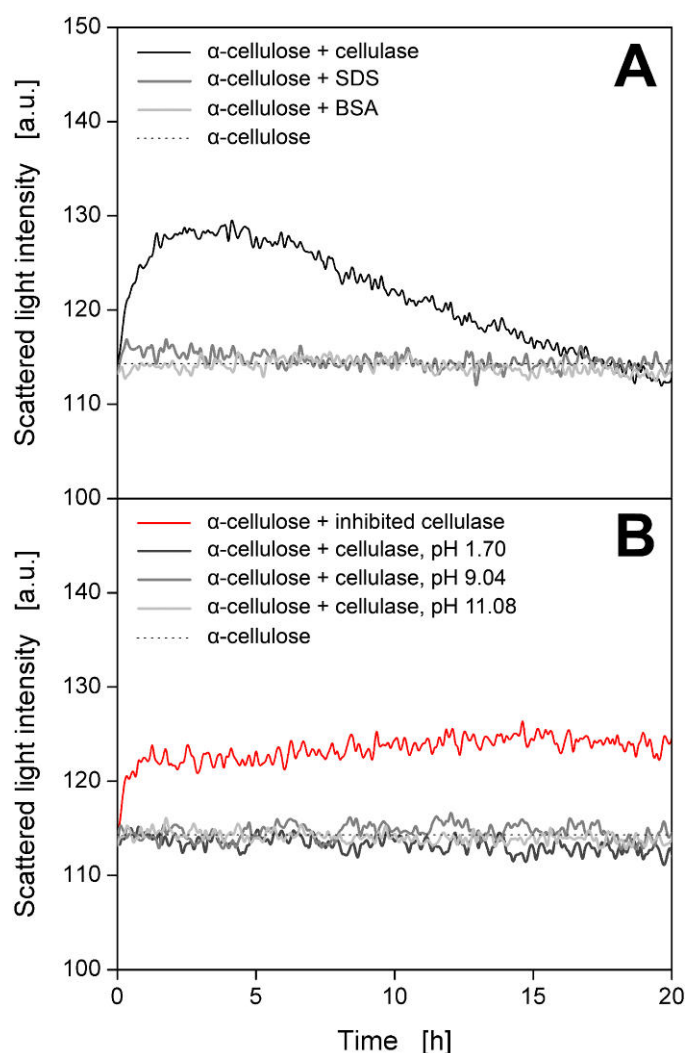 150
α-cellulose + cellulase
A
α-cellulose + SDS
α-cellulose + BSA
140
α-cellulose
130
120
110
100
Scattered light intensity [a.u.]
α-cellulose + inhibited cellulase
B
α-cellulose + cellulase, pH 1.70
α-cellulose + cellulase, pH 9.04
α-cellulose + cellulase, pH 11.08
140
α-cellulose
130
120
110
100
Scattered light intensity [a.u.]
0 5 10 15 20
Time [h]